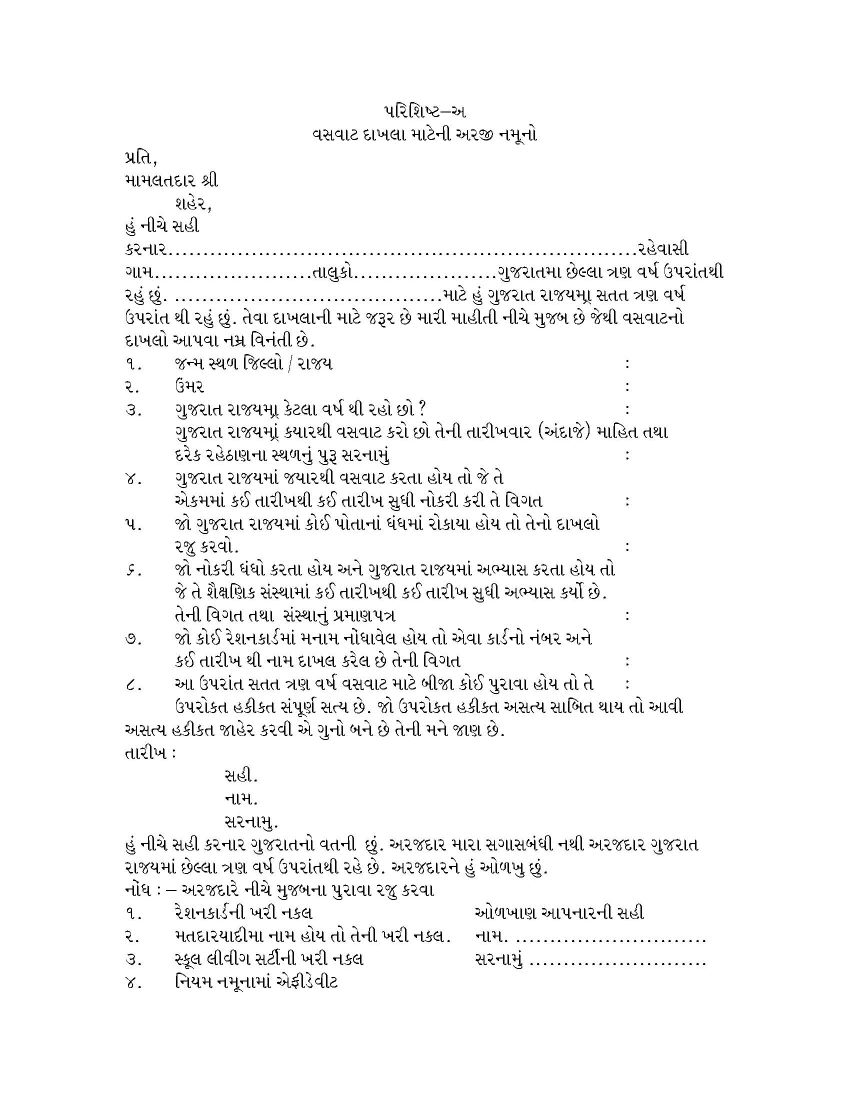 પરિશિષ્ટ–અ
વસવાટ દાખલા માટેની અરજી નમૂનો
પ્રતિ,
મામલતદાર શ્રી
શહેર,
હું નીચે સહી
કરનાર....................................................................રહેવાસી
ગામ.......................તાલુકો.....................ગુજરાતમા છેલ્લા ત્રણ વર્ષ ઉપરાંતથી
રહું છું. .......................................માટે હું ગુજરાત રાજયમા્ સતત ત્રણ વર્ષ
ઉપરાંત થી રહું છું. તેવા દાખલાની માટે જરૂર છે મારી માહીતી નીચે મુજબ છે જેથી વસવાટનો
દાખલો આપવા નમ્ર વિનંતી છે.
૧. જન્મ સ્થળ જિલ્લો / રાજય :
૨. ઉમર :
૩. ગુજરાત રાજયમા્ કેટલા વર્ષ થી રહો છો ? :
ગુજરાત રાજયમા્ં કયારથી વસવાટ કરો છો તેની તારીખવાર (અંદાજે) માહિત તથા
દરેક રહેઠાણના સ્થળનું પુરૂ સરનામું :
૪. ગુજરાત રાજયમાં જયારથી વસવાટ કરતા હોય તો જે તે
એકમમાં કઈ તારીખથી કઈ તારીખ સુધી નોકરી કરી તે વિગત :
૫. જો ગુજરાત રાજયમાં કોઈ પોતાનાં ધંધમાં રોકાયા હોય તો તેનો દાખલો
રજુ કરવો. :
૬. જો નોકરી ધંધો કરતા હોય અને ગુજરાત રાજયમાં અભ્યાસ કરતા હોય તો
જે તે શૈક્ષણિક સંસ્થામાં કઈ તારીખથી કઈ તારીખ સુધી અભ્યાસ કર્યો છે.
તેની વિગત તથા સંસ્થાનું પ્રમાણપત્ર :
૭. જો કોઈ રેશનકાર્ડમાં મનામ નોંધાવેલ હોય તો એવા કાર્ડનો નંબર અને
કઈ તારીખ થી નામ દાખલ કરેલ છે તેની વિગત :
૮. આ ઉપરાંત સતત ત્રણ વર્ષ વસવાટ માટે બીજા કોઈ પુરાવા હોય તો તે :
ઉપરોકત હકીકત સંપૂર્ણ સત્ય છે. જો ઉપરોકત હકીકત અસત્ય સાબિત થાય તો આવી
અસત્ય હકીકત જાહેર કરવી એ ગુનો બને છે તેની મને જાણ છે.
તારીખ :
સહી.
નામ.
સરનામુ.
હું નીચે સહી કરનાર ગુજરાતનો વતની છું. અરજદાર મારા સગાસબંધી નથી અરજદાર ગુજરાત
રાજયમાં છેલ્લા ત્રણ વર્ષ ઉપરાંતથી રહે છે. અરજદારને હું ઓળખુ છું.
નોંધ : – અરજદારે નીચે મુજબના પુરાવા રજુ કરવા
૧. રેશનકાર્ડની ખરી નકલ ઓળખાણ આપનારની સહી
૨. મતદારયાદીમા નામ હોય તો તેની ખરી નકલ. નામ. ............................
૩. સ્કૂલ લીવીગ સર્ટીની ખરી નકલ સરનામું ..........................
૪. નિયમ નમૂનામાં એફીડેવીટ